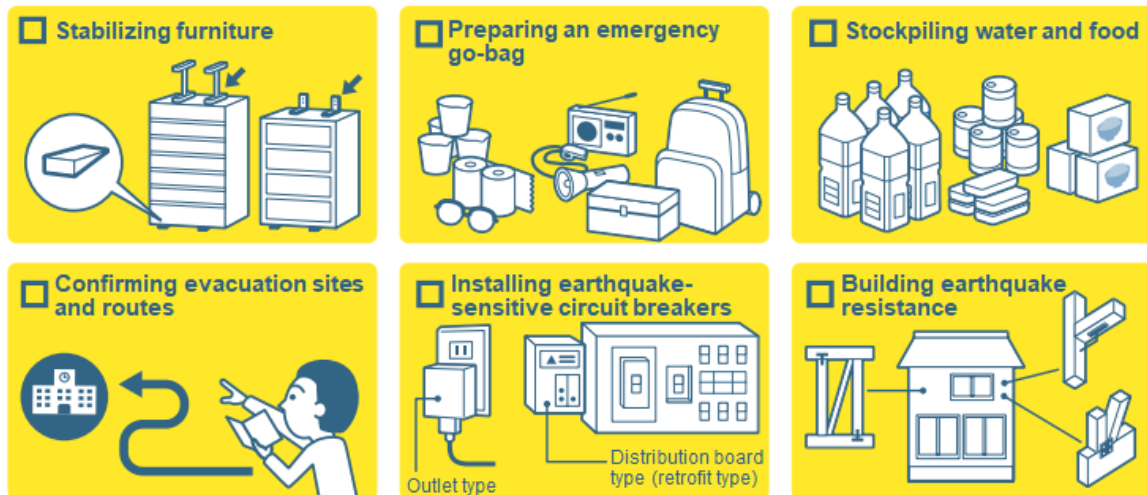 Stabilizing furniture
Preparing an emergency
go-bag
Stockpiling water and food
Confirming evacuation sites
and routes
Installing earthquake-
sensitive circuit breakers
Outlet type
Distribution board
type (retrofit type)
Building earthquake
resistance